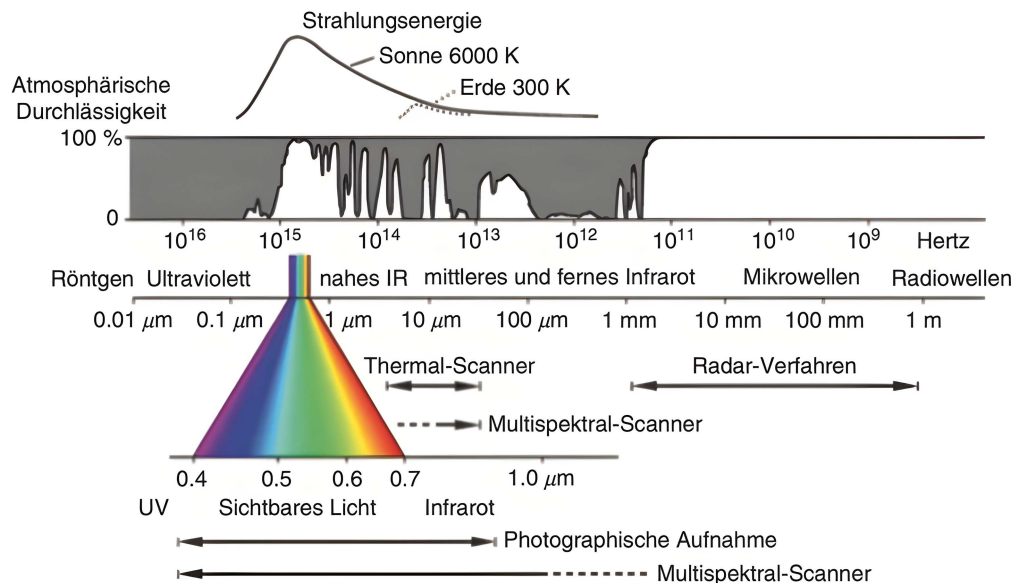 Strahlungsenergie
Sonne 6000 K
Erde 300 K
Atmosphärische
Durchlässigkeit
100 %
0
10¹⁶ 10¹⁵ 10¹⁴ 10¹³ 10¹² 10¹¹ 10¹⁰ 10⁹ Hertz
Röntgen Ultraviolett nahes IR mittleres und fernes Infrarot Mikrowellen Radiowellen
0.01 μm 0.1 μm 1 μm 10 μm 100 μm 1 mm 10 mm 100 mm 1 m
Thermal-Scanner Radar-Verfahren
Multispektral-Scanner
0.4 0.5 0.6 0.7 1.0 μm
UV Sichtbares Licht Infrarot
Photographische Aufnahme
Multispektral-Scanner